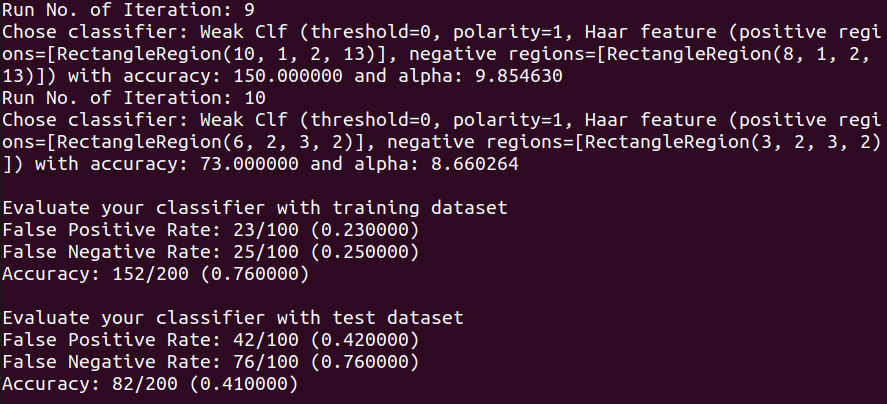 Run No. of Iteration: 9
Chose classifier: Weak Clf (threshold=0, polarity=1, Haar feature (positive regi
ons=[RectangleRegion(10, 1, 2, 13)], negative regions=[RectangleRegion(8, 1, 2,
13)]) with accuracy: 150.000000 and alpha: 9.854630
Run No. of Iteration: 10
Chose classifier: Weak Clf (threshold=0, polarity=1, Haar feature (positive regi
ons=[RectangleRegion(6, 2, 3, 2)], negative regions=[RectangleRegion(3, 2, 3, 2)
]) with accuracy: 73.000000 and alpha: 8.660264

Evaluate your classifier with training dataset
False Positive Rate: 23/100 (0.230000)
False Negative Rate: 25/100 (0.250000)
Accuracy: 152/200 (0.760000)

Evaluate your classifier with test dataset
False Positive Rate: 42/100 (0.420000)
False Negative Rate: 76/100 (0.760000)
Accuracy: 82/200 (0.410000)